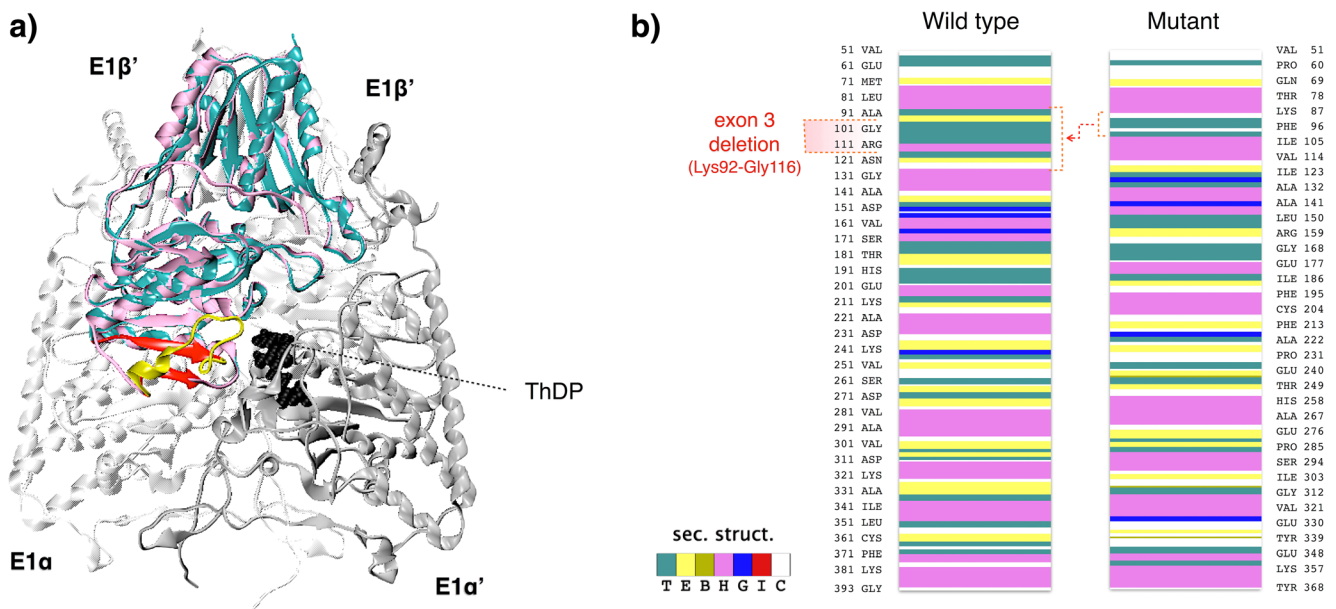 a)
E1β’
E1β’
ThDP
E1α
E1α’
b)
Wild type
Mutant
exon 3
deletion
(Lys92-Gly116)
51 VAL
61 GLU
71 MET
81 LEU
91 ALA
101 GLY
111 ARG
121 ASN
131 GLY
141 ALA
151 ASP
161 VAL
171 SER
181 THR
191 HIS
201 GLU
211 LYS
221 ALA
231 ASP
241 LYS
251 VAL
261 SER
271 ASP
281 VAL
291 ALA
301 VAL
311 ASP
321 LYS
331 ALA
341 ILE
351 LEU
361 CYS
371 PHE
381 LYS
393 GLY
VAL 51
PRO 60
GLN 69
THR 78
LYS 87
PHE 96
ILE 105
VAL 114
ILE 123
ALA 132
ALA 141
LEU 150
ARG 159
GLY 168
GLU 177
ILE 186
PHE 195
CYS 204
PHE 213
ALA 222
PRO 231
GLU 240
THR 249
HIS 258
ALA 267
GLU 276
PRO 285
SER 294
ILE 303
GLY 312
VAL 321
GLU 330
TYR 339
GLU 348
LYS 357
TYR 368
sec. struct.
T E B H G I C